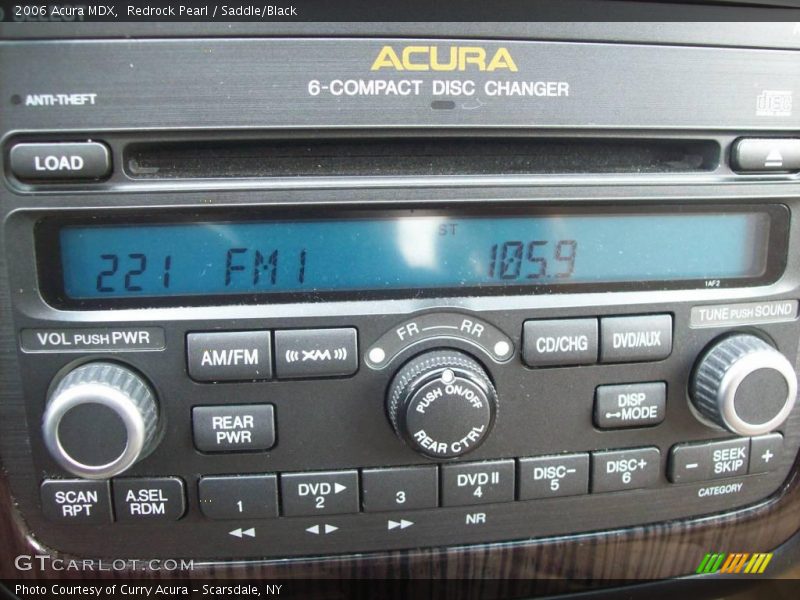 2006 Acura MDX,  Redrock Pearl / Saddle/Black
ACURA
6-COMPACT DISC CHANGER
ANTI-THEFT
disc
LOAD
ST
221 FM1 105.9
1AF2
VOL PUSH PWR
TUNE PUSH SOUND
AM/FM
XM
FR RR
CD/CHG
DVD/AUX
PUSH ON/OFF
REAR CTRL
REAR
PWR
DISP
MODE
SCAN
RPT
A.SEL
RDM
1
DVD
2
3
DVD
4
DISC-
5
DISC+
6
- SEEK
SKIP +
CATEGORY
NR
GTCARLOT.COM
Photo Courtesy of Curry Acura - Scarsdale, NY